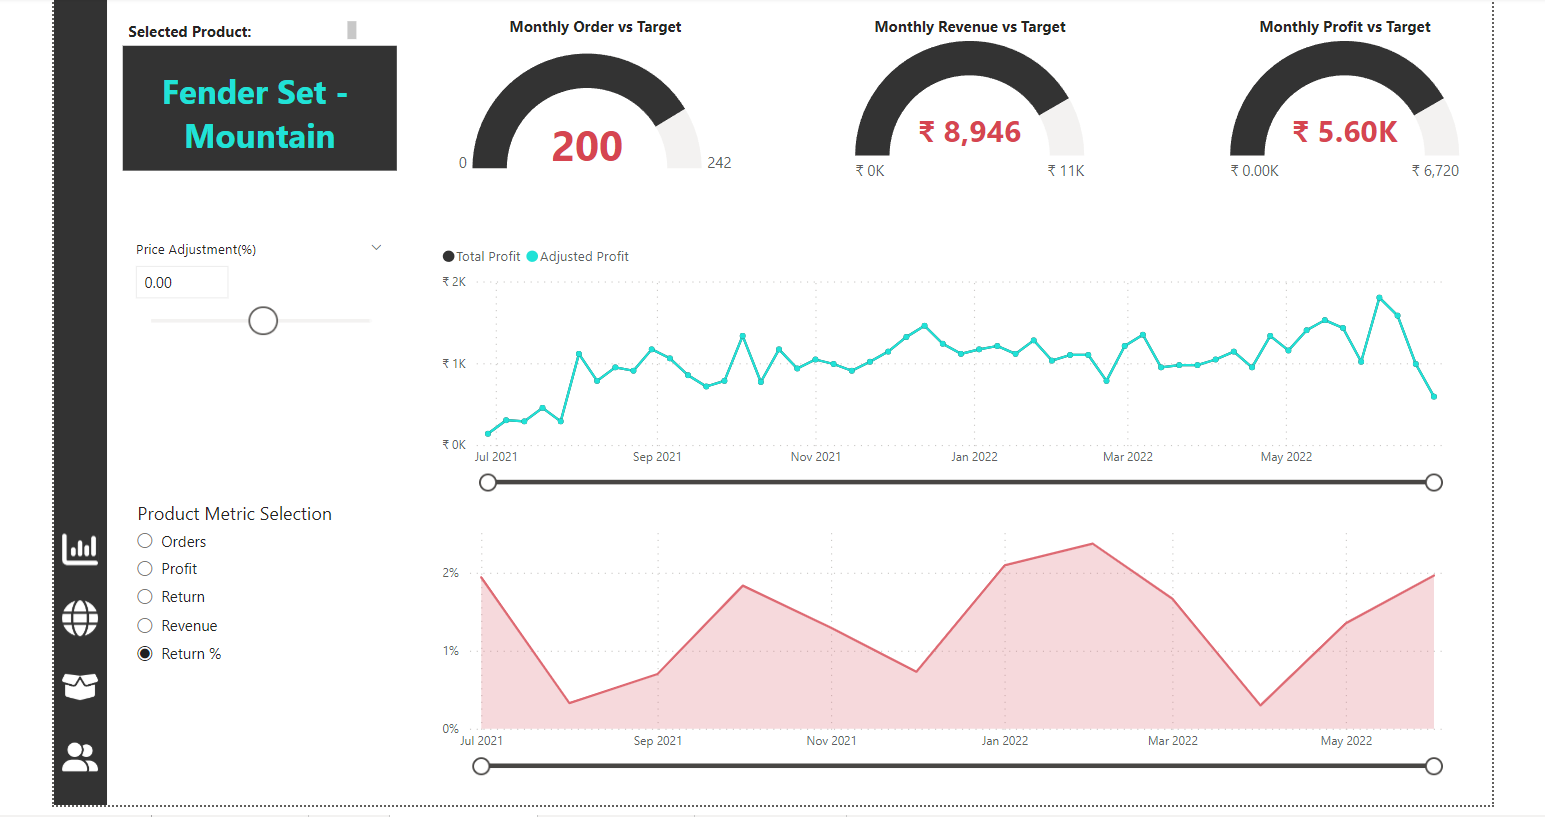 Selected Product:
Fender Set -
Mountain
Monthly Order vs Target
200
0
242
Monthly Revenue vs Target
₹ 8,946
₹ 0K
₹ 11K
Monthly Profit vs Target
₹ 5.60K
₹ 0.00K
₹ 6,720
Price Adjustment(%)
0.00
Total Profit Adjusted Profit
₹ 2K
₹ 1K
₹ 0K
Jul 2021 Sep 2021 Nov 2021 Jan 2022 Mar 2022 May 2022
Product Metric Selection
Orders
Profit
Return
Revenue
Return %
2%
1%
0%
Jul 2021 Sep 2021 Nov 2021 Jan 2022 Mar 2022 May 2022